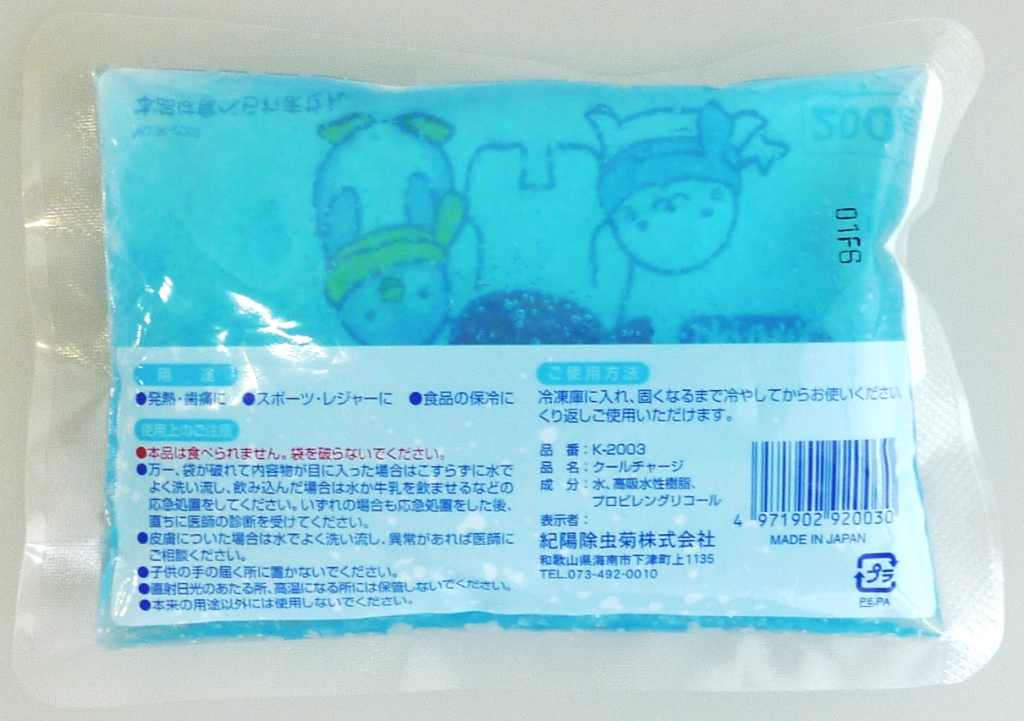 本品は食べられません
200
01F6
用途
●発熱・歯痛に ●スポーツ・レジャーに ●食品の保冷に
使用上のご注意
●本品は食べられません。袋を破らないでください。
●万一、袋が破れて内容物が目に入った場合はこすらずに水で
よく洗い流し、飲み込んだ場合は水か牛乳を飲ませるなどの
応急処置をしてください。いずれの場合も応急処置をした後、
直ちに医師の診断を受けてください。
●皮膚についた場合は水でよく洗い流し、異常があれば医師に
ご相談ください。
●子供の手の届く所に置かないでください。
●直射日光のあたる所、高温になる所には保管しないでください。
●本来の用途以外には使用しないでください。
ご使用方法
冷凍庫に入れ、固くなるまで冷やしてからお使いください。
くり返しご使用いただけます。
品番：K-2003
品名：クールチャージ
成分：水、高吸水性樹脂、
プロピレングリコール
表示者：
紀陽除虫菊株式会社
和歌山県海南市下津町上1135
TEL.073-492-0010
4 971902 920030
MADE IN JAPAN
プラ
PE,PA